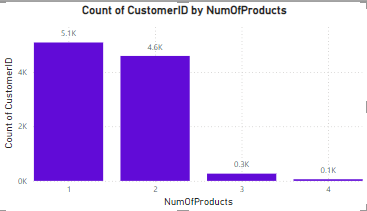 Count of CustomerID by NumOfProducts
5.1K
4.6K
4K
2K
0.3K
0.1K
0K
1 2 3 4
Count of CustomerID
NumOfProducts